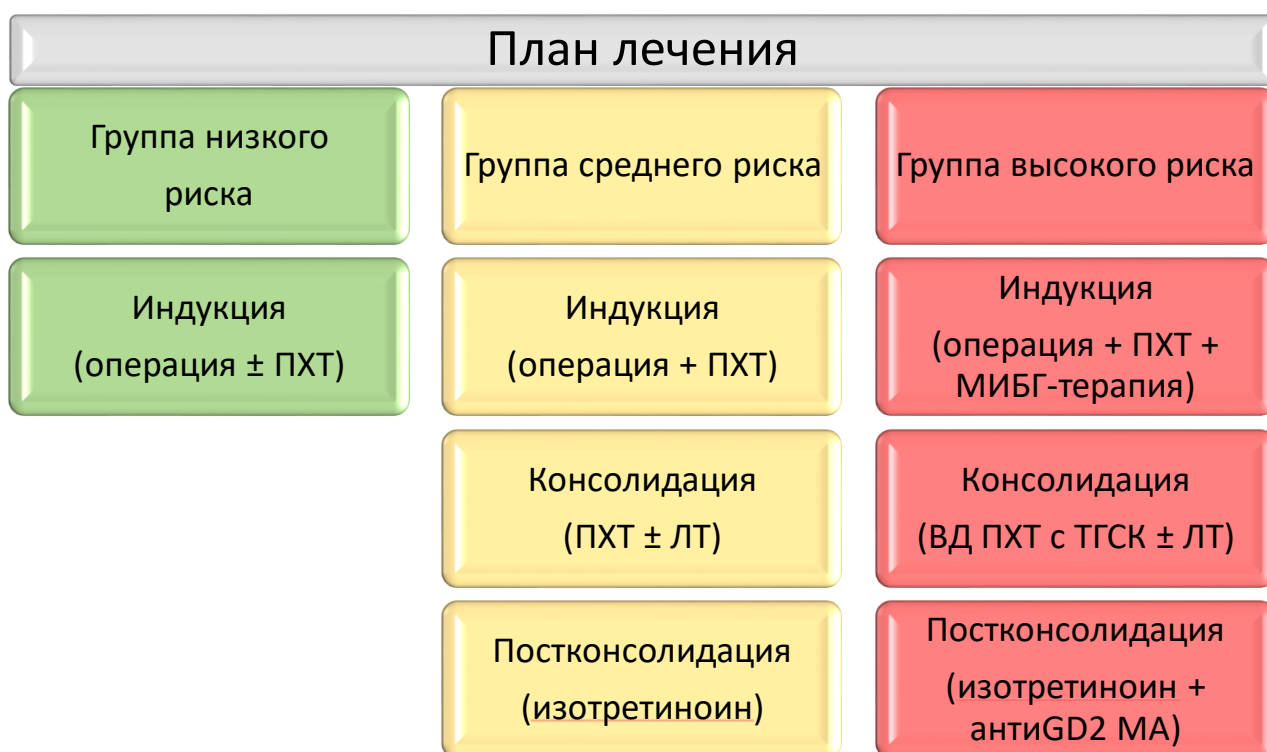 План лечения
Группа низкого
риска
Группа среднего риска
Группа высокого риска
Индукция
(операция ± ПХТ)
Индукция
(операция + ПХТ)
Индукция
(операция + ПХТ +
МИБГ-терапия)
Консолидация
(ПХТ ± ЛТ)
Консолидация
(ВД ПХТ с ТГСК ± ЛТ)
Постконсолидация
(изотретиноин)
Постконсолидация
(изотретиноин +
антиGD2 МА)